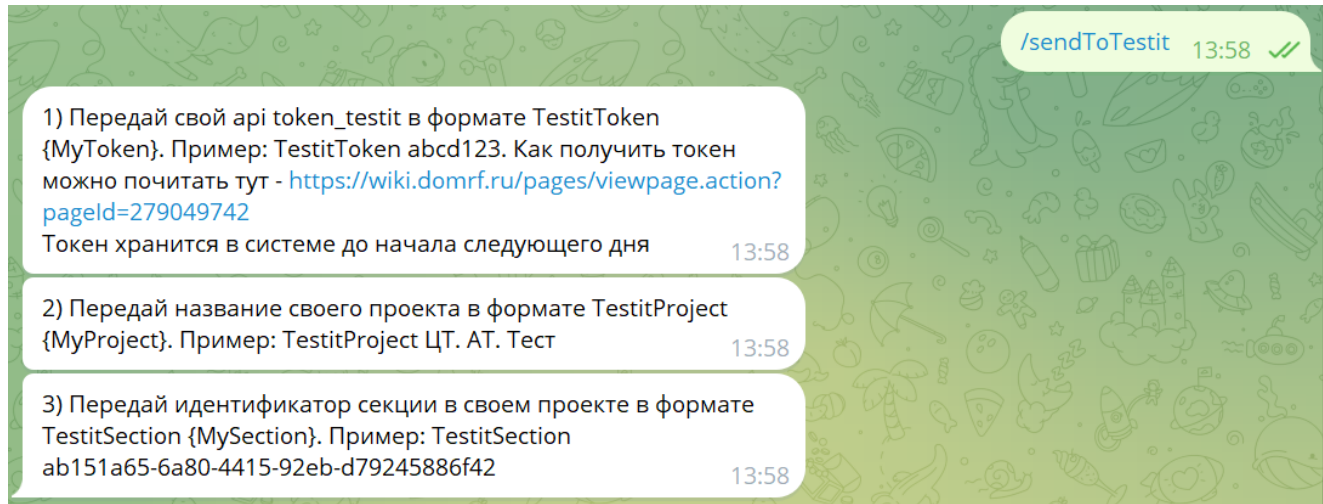 /sendToTestit 13:58
1) Передай свой api token_testit в формате TestitToken
{MyToken}. Пример: TestitToken abcd123. Как получить токен
можно почитать тут - https://wiki.domrf.ru/pages/viewpage.action?
pageId=279049742
Токен хранится в системе до начала следующего дня 13:58
2) Передай название своего проекта в формате TestitProject
{MyProject}. Пример: TestitProject ЦТ. АТ. Тест 13:58
3) Передай идентификатор секции в своем проекте в формате
TestitSection {MySection}. Пример: TestitSection
ab151a65-6a80-4415-92eb-d79245886f42 13:58